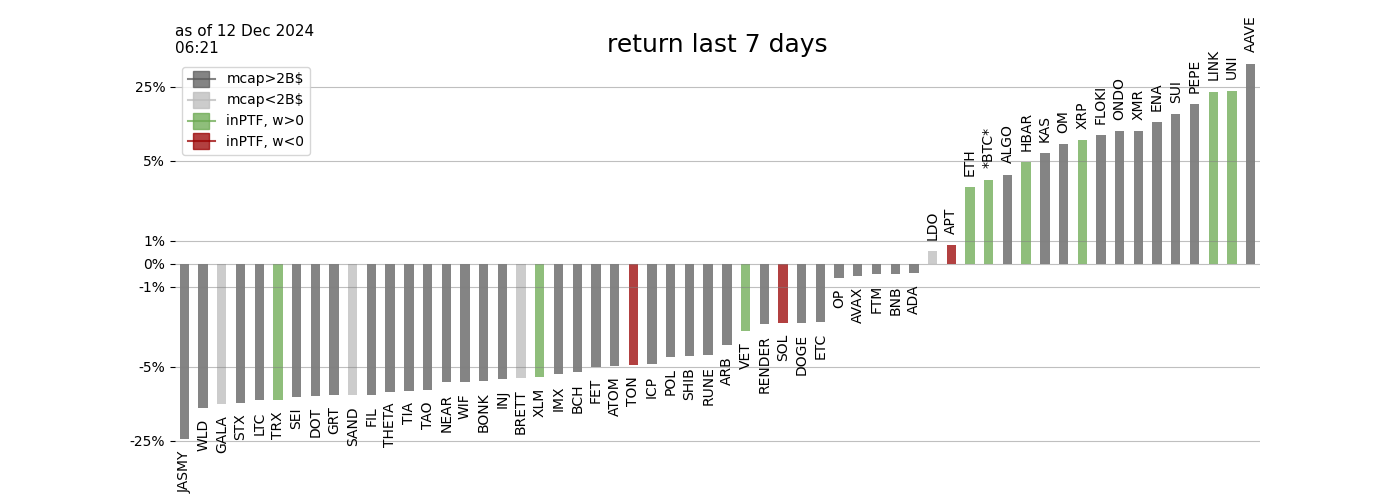 as of 12 Dec 2024
06:21
return last 7 days
mcap>2B$
mcap<2B$
inPTF, w>0
inPTF, w<0
25%
5%
1%
0%
-1%
-5%
-25%
JASMY
WLD
GALA
STX
LTC
TRX
SEI
DOT
GRT
SAND
FIL
THETA
TIA
TAO
NEAR
WIF
BONK
INJ
BRETT
XLM
IMX
BCH
FET
ATOM
TON
ICP
POL
SHIB
RUNE
ARB
VET
RENDER
SOL
DOGE
ETC
OP
AVAX
FTM
BNB
ADA
LDO
APT
ETH
*BTC*
ALGO
HBAR
KAS
OM
XRP
FLOKI
ONDO
XMR
ENA
SUI
PEPE
LINK
UNI
AAVE